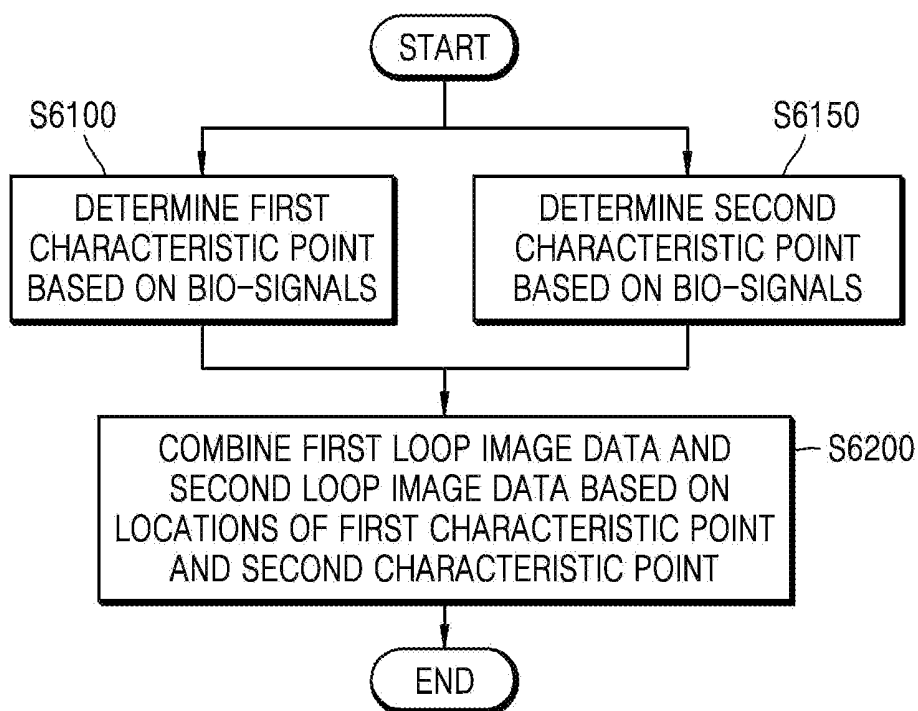 START
S6100
S6150
DETERMINE FIRST
CHARACTERISTIC POINT
BASED ON BIO-SIGNALS
DETERMINE SECOND
CHARACTERISTIC POINT
BASED ON BIO-SIGNALS
COMBINE FIRST LOOP IMAGE DATA AND
SECOND LOOP IMAGE DATA BASED ON
LOCATIONS OF FIRST CHARACTERISTIC POINT
AND SECOND CHARACTERISTIC POINT
S6200
END